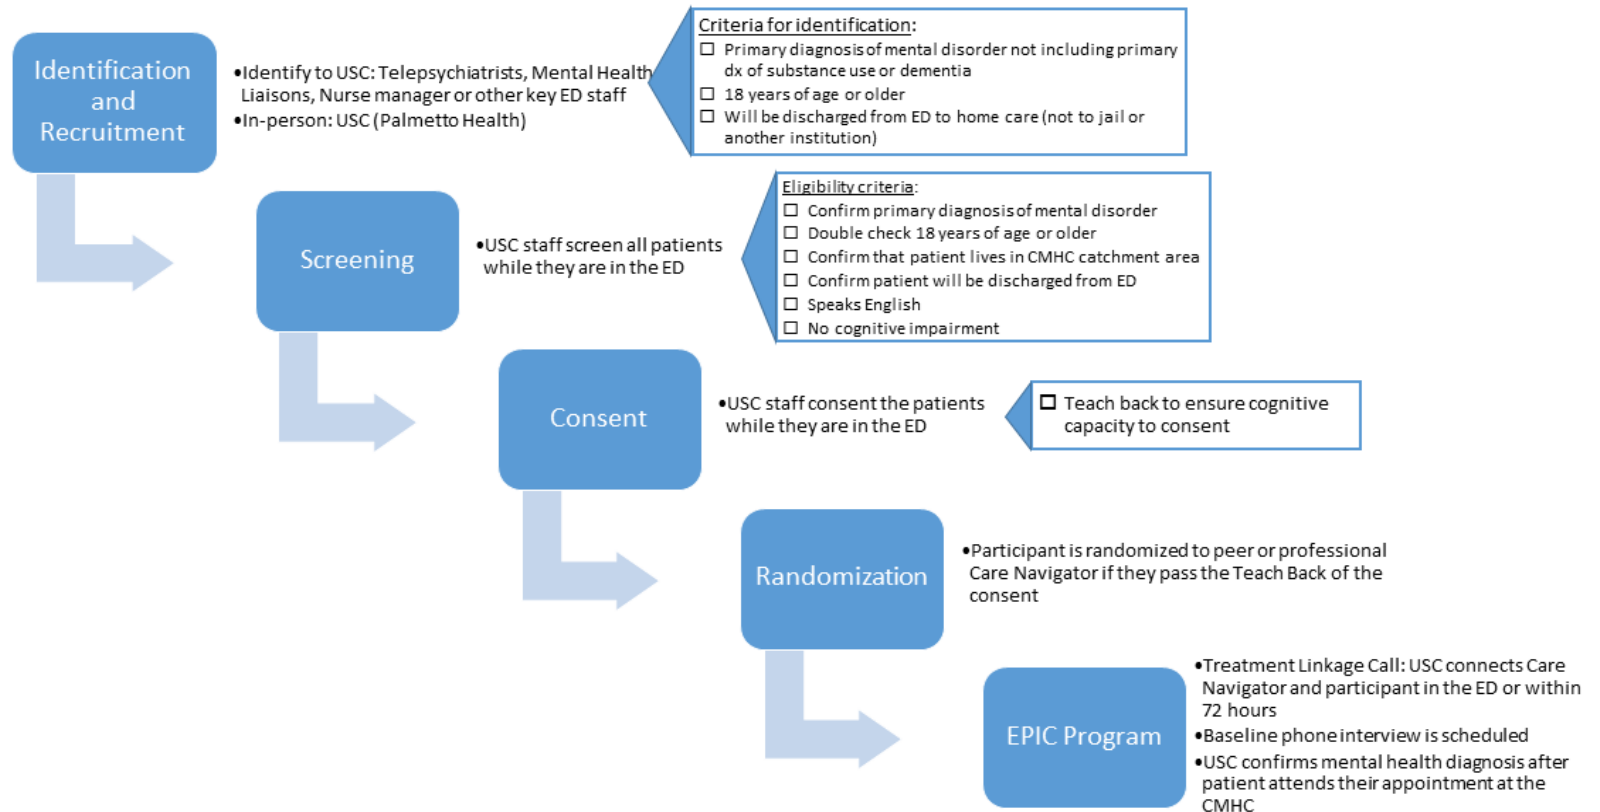 Identification
and
Recruitment
•Identify to USC: Telepsychiatrists, Mental Health
Liaisons, Nurse manager or other key ED staff
•In-person: USC (Palmetto Health)
Criteria for identification:
☐ Primary diagnosis of mental disorder not including primary
dx of substance use or dementia
☐ 18 years of age or older
☐ Will be discharged from ED to home care (not to jail or
another institution)
Screening
•USC staff screen all patients
while they are in the ED
Eligibility criteria:
☐ Confirm primary diagnosis of mental disorder
☐ Double check 18 years of age or older
☐ Confirm that patient lives in CMHC catchment area
☐ Confirm patient will be discharged from ED
☐ Speaks English
☐ No cognitive impairment
Consent
•USC staff consent the patients
while they are in the ED
☐ Teach back to ensure cognitive
capacity to consent
Randomization
•Participant is randomized to peer or professional
Care Navigator if they pass the Teach Back of the
consent
EPIC Program
•Treatment Linkage Call: USC connects Care
Navigator and participant in the ED or within
72 hours
•Baseline phone interview is scheduled
•USC confirms mental health diagnosis after
patient attends their appointment at the
CMHC